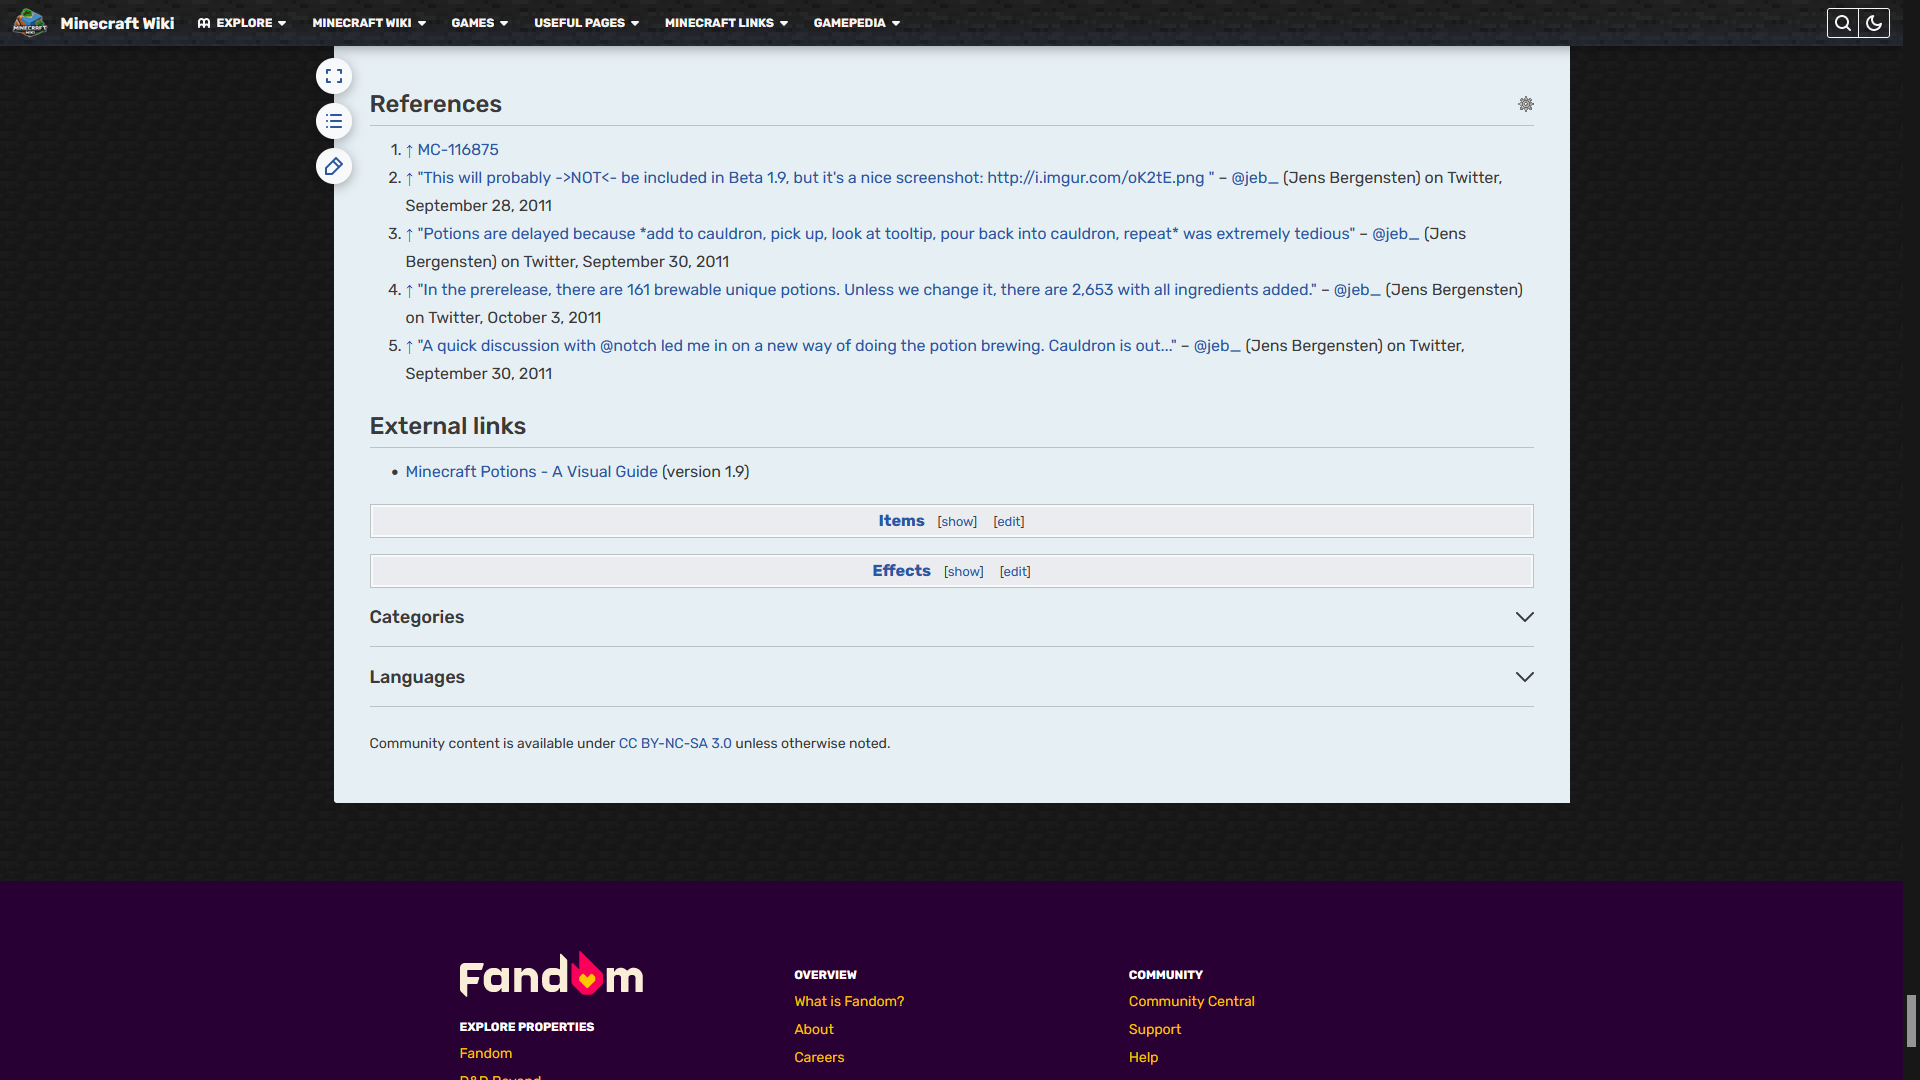 Minecraft Wiki EXPLORE MINECRAFT WIKI GAMES USEFUL PAGES MINECRAFT LINKS GAMEPEDIA
References
1. ↑ MC-116875
2. ↑ "This will probably ->NOT<- be included in Beta 1.9, but it's a nice screenshot: http://i.imgur.com/oK2tE.png " – @jeb_ (Jens Bergensten) on Twitter,
September 28, 2011
3. ↑ "Potions are delayed because *add to cauldron, pick up, look at tooltip, pour back into cauldron, repeat* was extremely tedious" – @jeb_ (Jens
Bergensten) on Twitter, September 30, 2011
4. ↑ "In the prerelease, there are 161 brewable unique potions. Unless we change it, there are 2,653 with all ingredients added." – @jeb_ (Jens Bergensten)
on Twitter, October 3, 2011
5. ↑ "A quick discussion with @notch led me in on a new way of doing the potion brewing. Cauldron is out..." – @jeb_ (Jens Bergensten) on Twitter,
September 30, 2011
External links
• Minecraft Potions - A Visual Guide (version 1.9)
Items [show] [edit]
Effects [show] [edit]
Categories
Languages
Community content is available under CC BY-NC-SA 3.0 unless otherwise noted.
Fandom
EXPLORE PROPERTIES
Fandom
D&D Beyond
OVERVIEW
What is Fandom?
About
Careers
COMMUNITY
Community Central
Support
Help